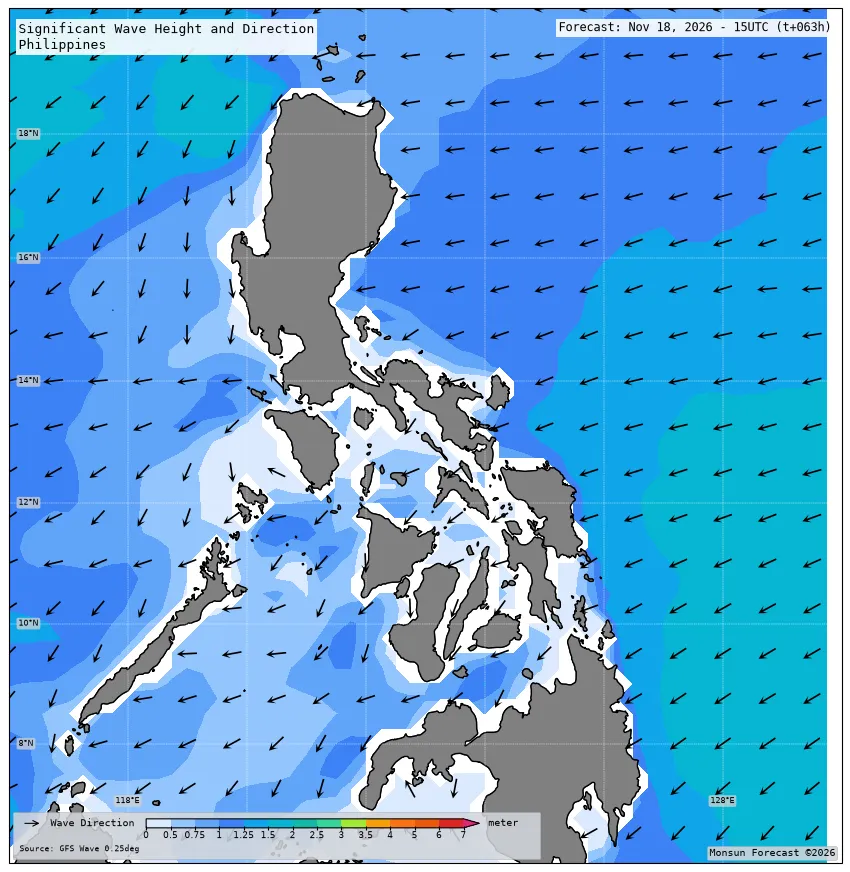 Significant Wave Height and Direction
Philippines
Forecast: Nov 18, 2026 - 15UTC (t+063h)
18°N
16°N
14°N
12°N
10°N
8°N
118°E
128°E
Wave Direction
0 0.5 0.75 1 1.25 1.5 2 2.5 3 3.5 4 5 6 7
meter
Source: GFS Wave 0.25deg
Monsun Forecast ©2026